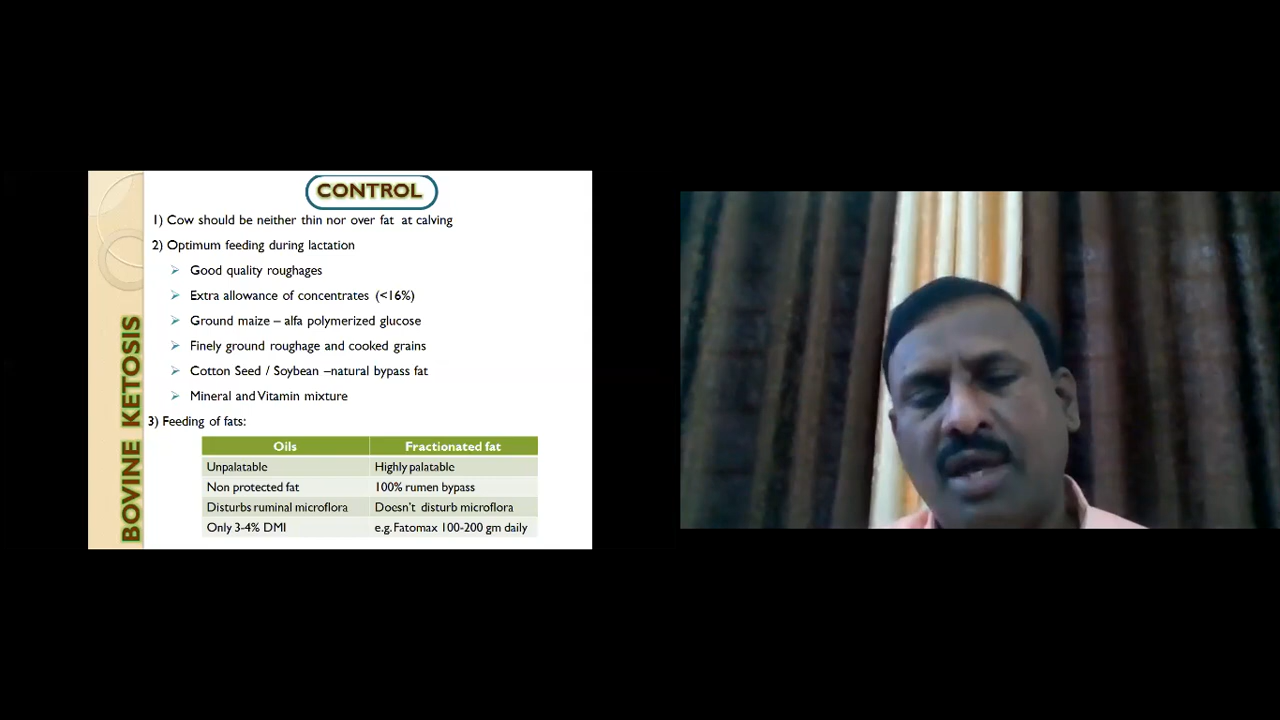 CONTROL
1) Cow should be neither thin nor over fat at calving
2) Optimum feeding during lactation
Good quality roughages
Extra allowance of concentrates (<16%)
Ground maize – alfa polymerized glucose
Finely ground roughage and cooked grains
Cotton Seed / Soybean –natural bypass fat
Mineral and Vitamin mixture
3) Feeding of fats:
Oils Fractionated fat
Unpalatable Highly palatable
Non protected fat 100% rumen bypass
Disturbs ruminal microflora Doesn't disturb microflora
Only 3-4% DMI e.g. Fatomax 100-200 gm daily
BOVINE KETOSIS